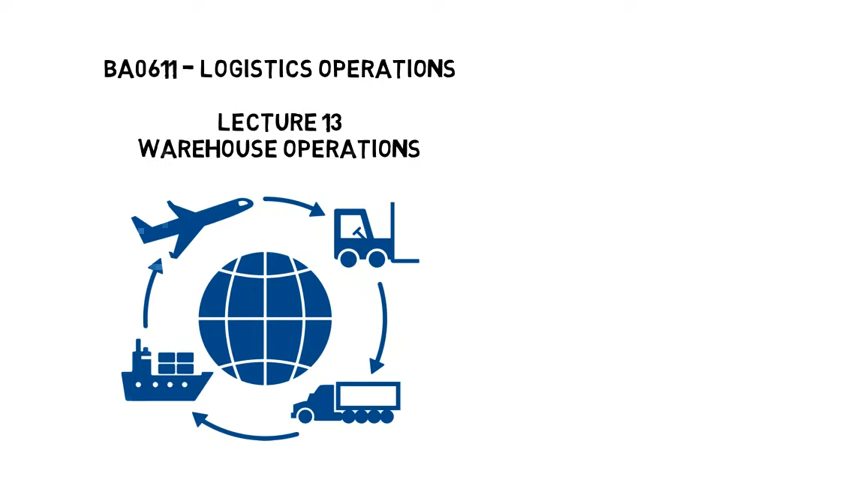 BA0611 - LOGISTICS OPERATIONS
LECTURE 13
WAREHOUSE OPERATIONS